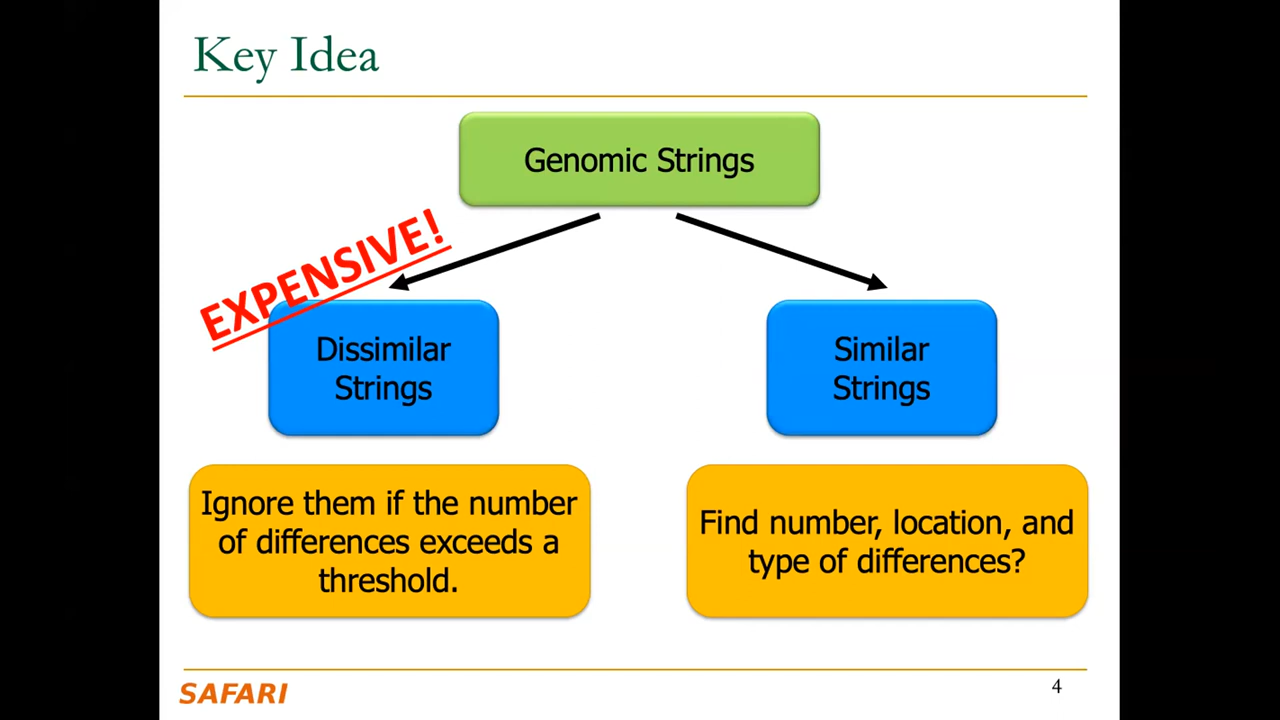 Key Idea
Genomic Strings
EXPENSIVE!
Dissimilar
Strings
Similar
Strings
Ignore them if the number
of differences exceeds a
threshold.
Find number, location, and
type of differences?
SAFARI
4